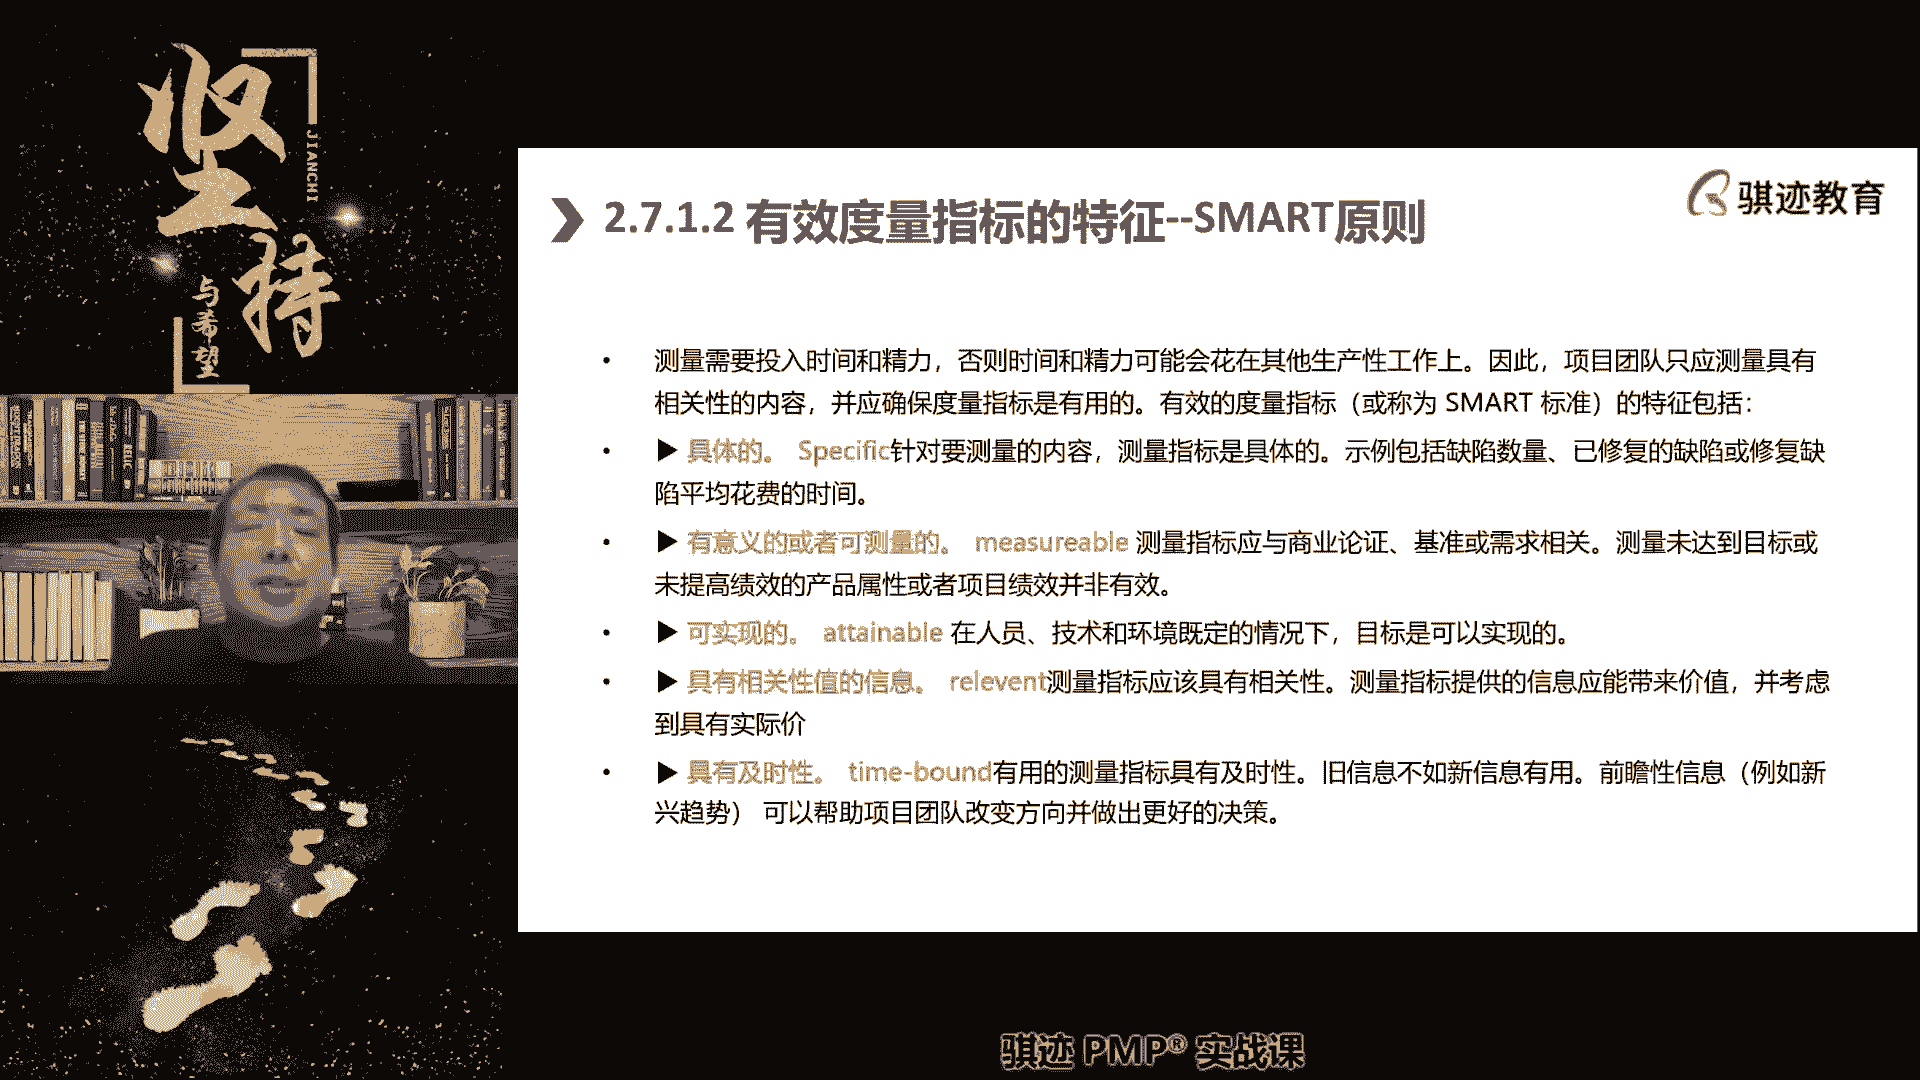 坚持
JIANCHI
与希望
骐迹教育
2.7.1.2 有效度量指标的特征--SMART原则
• 测量需要投入时间和精力，否则时间和精力可能会花在其他生产性工作上。因此，项目团队只应测量具有
相关性的内容，并应确保度量指标是有用的。有效的度量指标（或称为 SMART 标准）的特征包括：
• ▶ 具体的。 Specific针对要测量的内容，测量指标是具体的。示例包括缺陷数量、已修复的缺陷或修复缺
陷平均花费的时间。
• ▶ 有意义的或者可测量的。 measureable 测量指标应与商业论证、基准或需求相关。测量未达到目标或
未提高绩效的产品属性或者项目绩效并非有效。
• ▶ 可实现的。 attainable 在人员、技术和环境既定的情况下，目标是可以实现的。
• ▶ 具有相关性值的信息。 relevent测量指标应该具有相关性。测量指标提供的信息应能带来价值，并考虑
到具有实际价
• ▶ 具有及时性。 time-bound有用的测量指标具有及时性。旧信息不如新信息有用。前瞻性信息（例如新
兴趋势） 可以帮助项目团队改变方向并做出更好的决策。
骐迹 PMP® 实战课